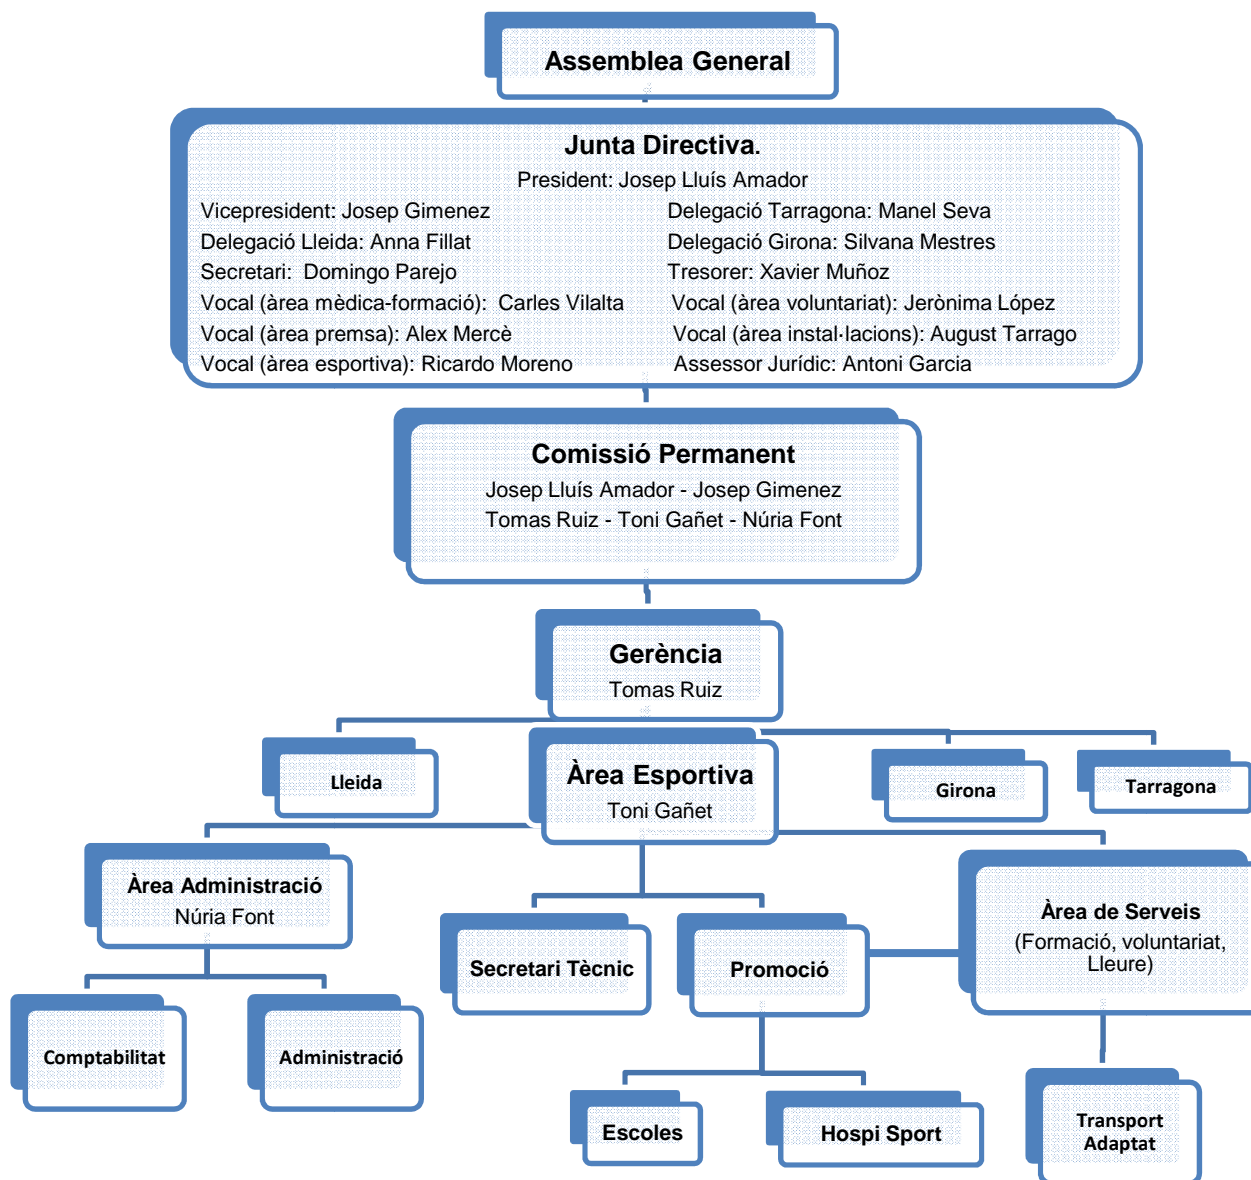 Assemblea General
Junta Directiva.
President: Josep Lluís Amador
Vicepresident: Josep Gimenez
Delegació Tarragona: Manel Seva
Delegació Lleida: Anna Fillat
Delegació Girona: Silvana Mestres
Secretari: Domingo Parejo
Tresorer: Xavier Muñoz
Vocal (àrea mèdica-formació): Carles Vilalta
Vocal (àrea voluntariat): Jerònima López
Vocal (àrea premsa): Alex Mercè
Vocal (àrea instal·lacions): August Tarrago
Vocal (àrea esportiva): Ricardo Moreno
Assessor Jurídic: Antoni Garcia
Comissió Permanent
Josep Lluís Amador - Josep Gimenez
Tomas Ruiz - Toni Gañet - Núria Font
Gerència
Tomas Ruiz
Lleida
Àrea Esportiva
Toni Gañet
Girona
Tarragona
Àrea Administració
Núria Font
Secretari Tècnic
Promoció
Àrea de Serveis
(Formació, voluntariat,
Lleure)
Comptabilitat
Administració
Escoles
Hospi Sport
Transport
Adaptat